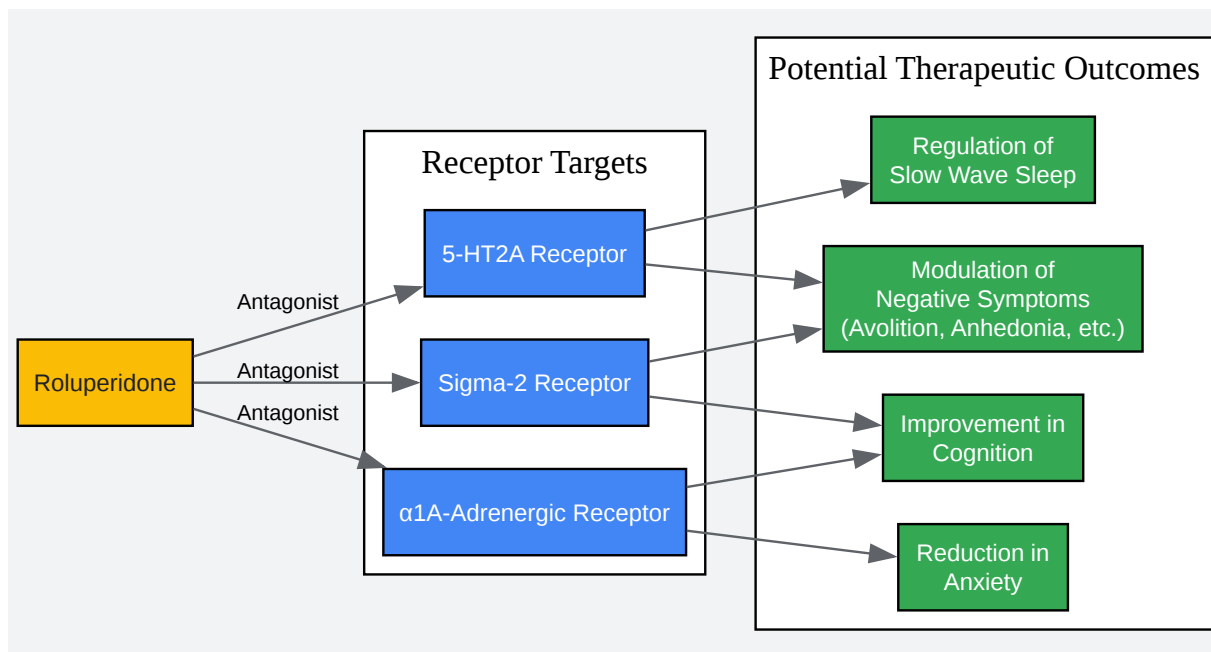 Potential Therapeutic Outcomes
Receptor Targets
Regulation of
Slow Wave Sleep
5-HT2A Receptor
Modulation of
Negative Symptoms
(Avolition, Anhedonia, etc.)
Antagonist
Roluperidone
Antagonist
Sigma-2 Receptor
Antagonist
Improvement in
Cognition
α1A-Adrenergic Receptor
Reduction in
Anxiety